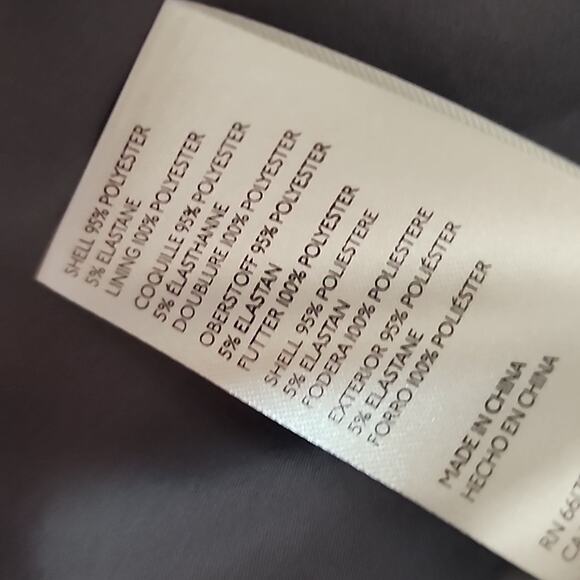 SHELL 95% POLYESTER
5% ELASTANE
LINING 100% POLYESTER
COQUILLE 95% POLYESTER
5% ÉLASTHANNE
DOUBLURE 100% POLYESTER
OBERSTOFF 95% POLYESTER
5% ELASTAN
FUTTER 100% POLYESTER
SHELL 95% POLIESTERE
5% ELASTAN
FODERA 100% POLIESTERE
EXTERIOR 95% POLIÉSTER
5% ELASTANE
FORRO 100% POLIÉSTER
MADE IN CHINA
HECHO EN CHINA
RN
CA